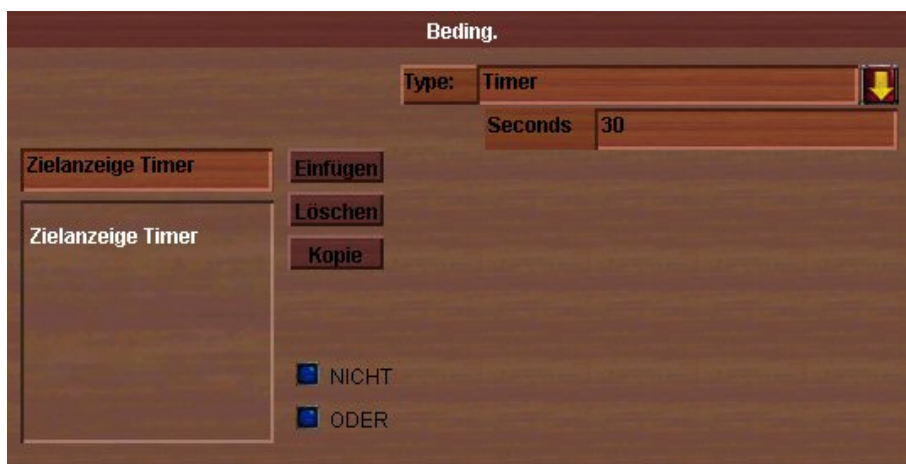 Beding.
Type: Timer
Seconds 30
Zielanzeige Timer
Einfügen
Löschen
Zielanzeige Timer
Kopie
NICHT
ODER